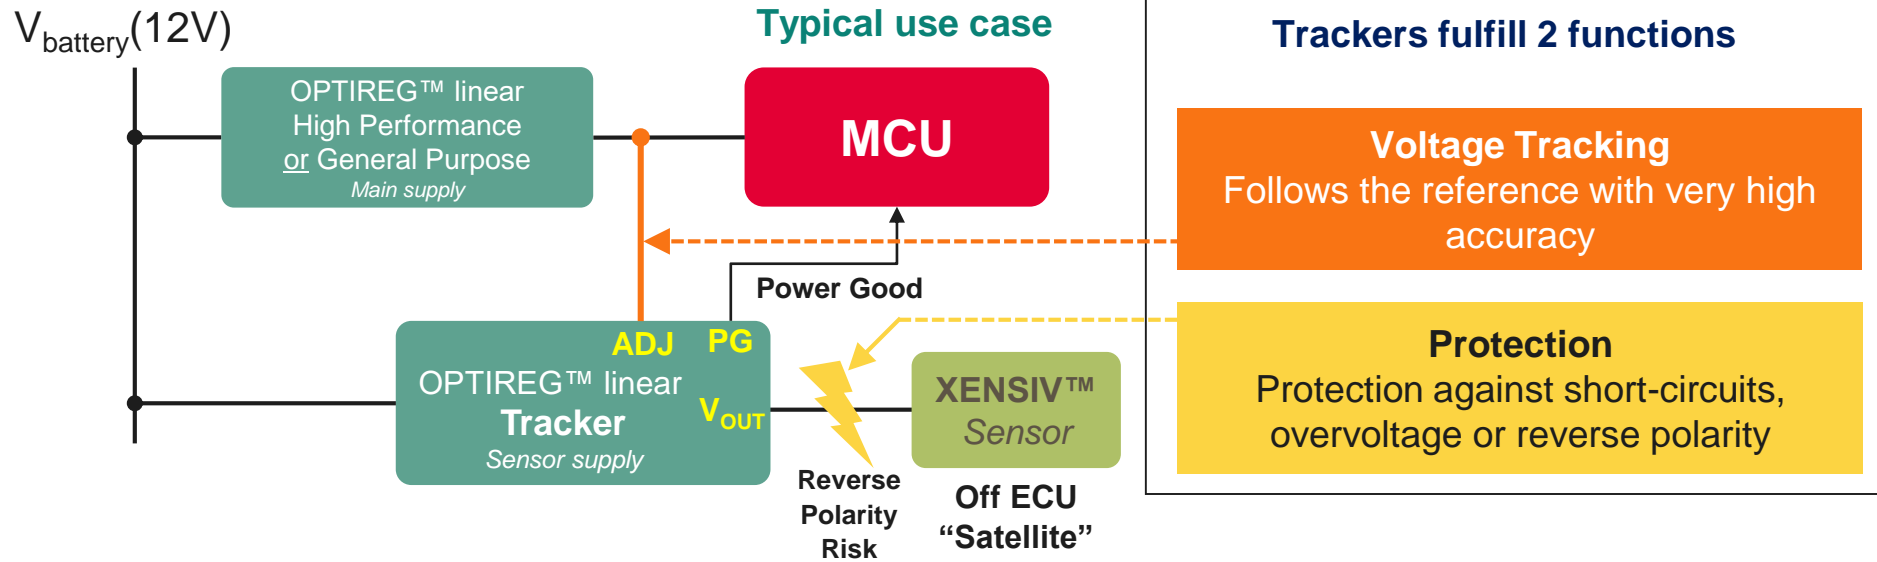 Vbattery(12V)
Typical use case
Trackers fulfill 2 functions
OPTIREG™ linear
High Performance
or General Purpose
Main supply
MCU
Voltage Tracking
Follows the reference with very high
accuracy
Power Good
ADJ
PG
OPTIREG™ linear
Tracker
Sensor supply
VOUT
XENSIV™
Sensor
Protection
Protection against short-circuits,
overvoltage or reverse polarity
Reverse
Polarity
Risk
Off ECU
“Satellite”